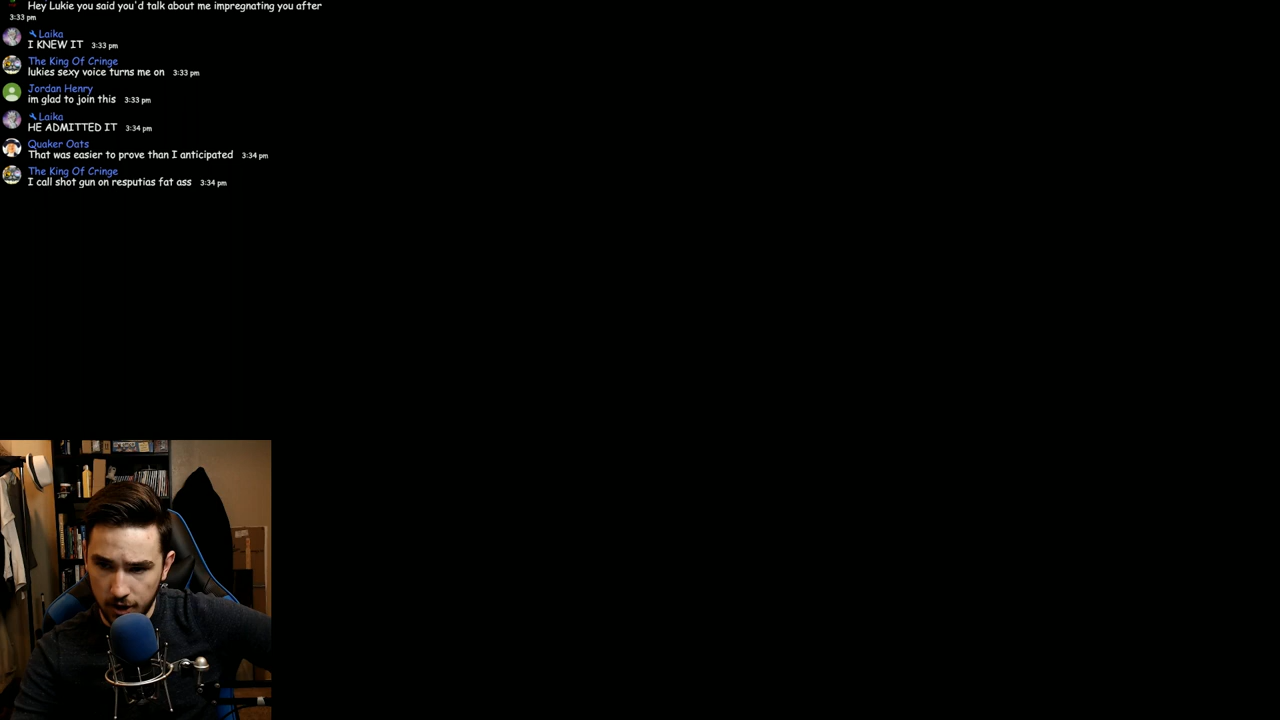 Hey Lukie you said you'd talk about me impregnating you after
3:33 pm
Laika
I KNEW IT 3:33 pm
The King Of Cringe
lukies sexy voice turns me on 3:33 pm
Jordan Henry
im glad to join this 3:33 pm
Laika
HE ADMITTED IT 3:34 pm
Quaker Oats
That was easier to prove than I anticipated 3:34 pm
The King Of Cringe
I call shot gun on resputias fat ass 3:34 pm